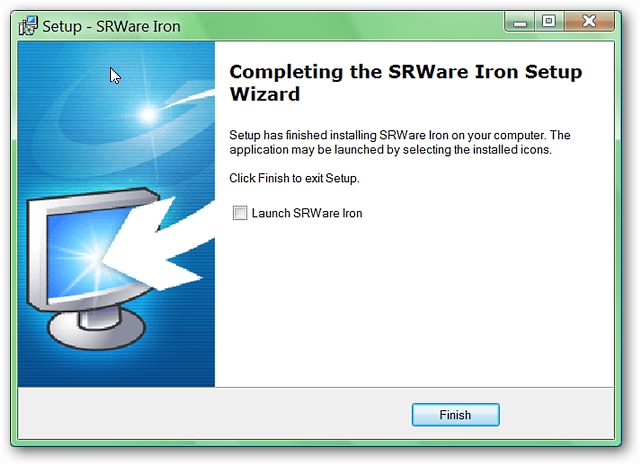 Setup - SRWare Iron
Completing the SRWare Iron Setup
Wizard
Setup has finished installing SRWare Iron on your computer. The
application may be launched by selecting the installed icons.
Click Finish to exit Setup.
Launch SRWare Iron
Finish